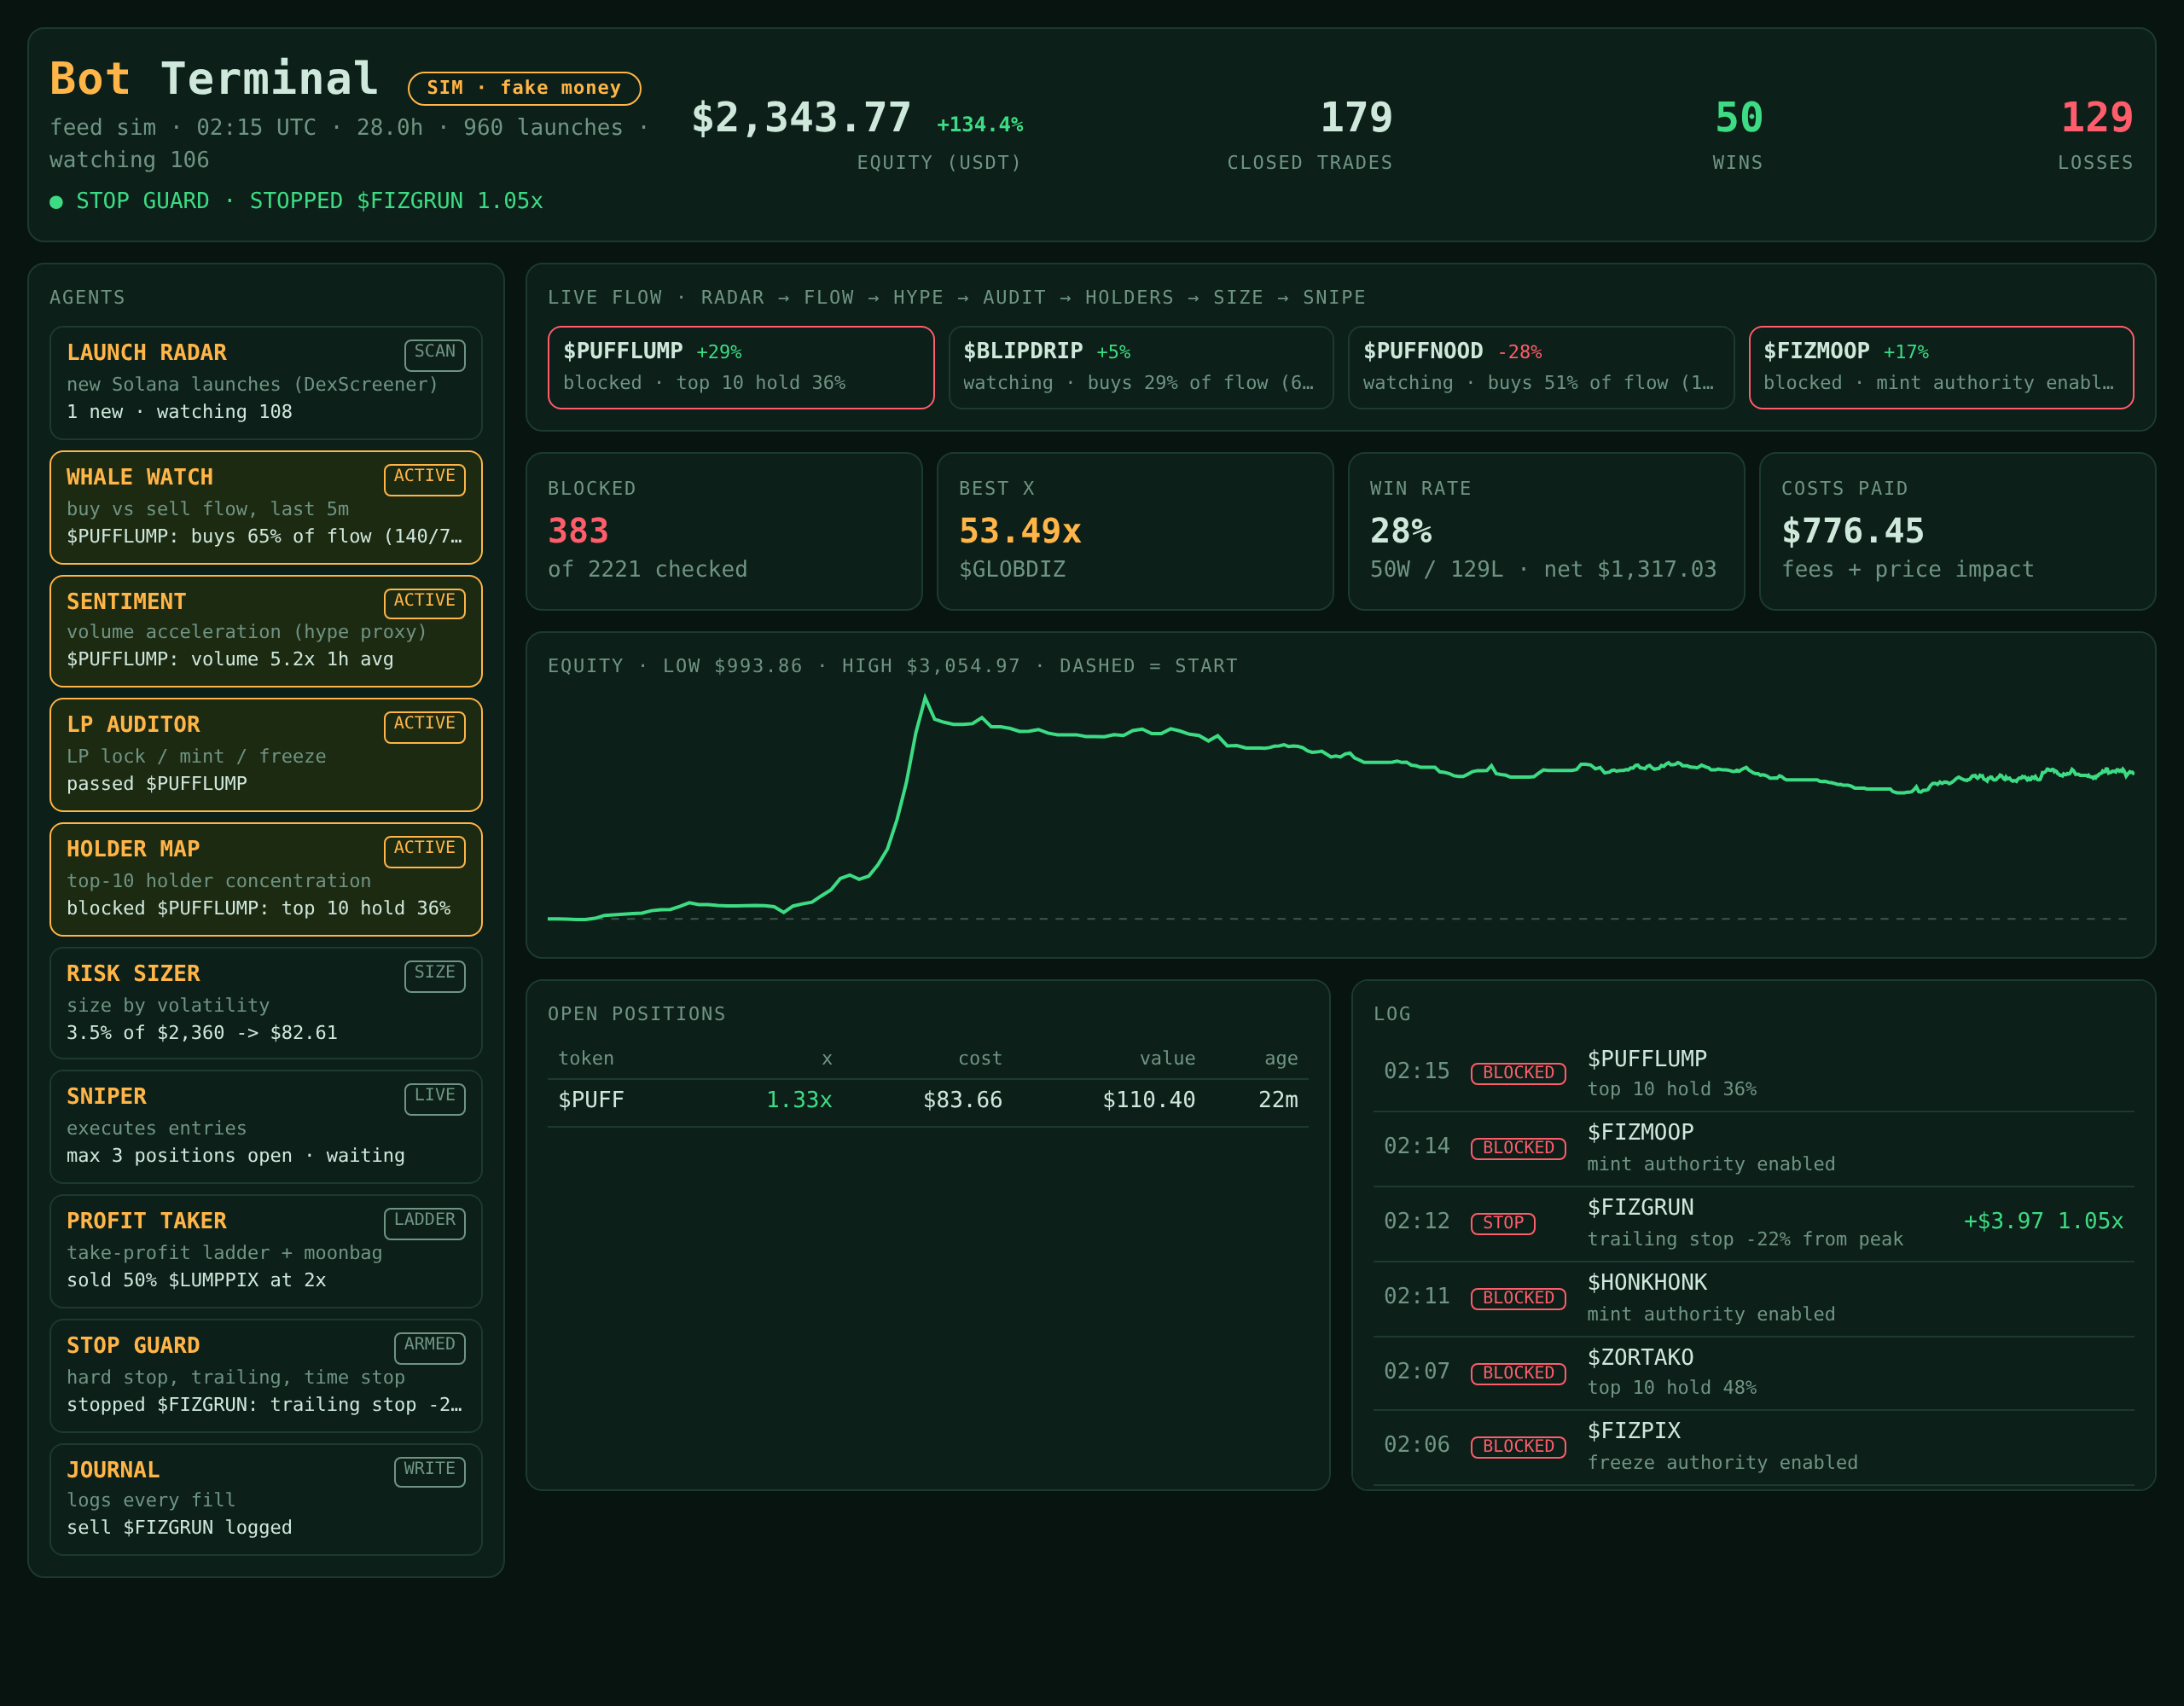 Bot Terminal SIM · fake money
feed sim · 02:15 UTC · 28.0h · 960 launches ·
watching 106
● STOP GUARD · STOPPED $FIZGRUN 1.05x
$2,343.77 +134.4%
EQUITY (USDT)
179
CLOSED TRADES
50
WINS
129
LOSSES
AGENTS
LAUNCH RADAR SCAN
new Solana launches (DexScreener)
1 new · watching 108
WHALE WATCH ACTIVE
buy vs sell flow, last 5m
$PUFFLUMP: buys 65% of flow (140/7…
SENTIMENT ACTIVE
volume acceleration (hype proxy)
$PUFFLUMP: volume 5.2x 1h avg
LP AUDITOR ACTIVE
LP lock / mint / freeze
passed $PUFFLUMP
HOLDER MAP ACTIVE
top-10 holder concentration
blocked $PUFFLUMP: top 10 hold 36%
RISK SIZER SIZE
size by volatility
3.5% of $2,360 -> $82.61
SNIPER LIVE
executes entries
max 3 positions open · waiting
PROFIT TAKER LADDER
take-profit ladder + moonbag
sold 50% $LUMPPIX at 2x
STOP GUARD ARMED
hard stop, trailing, time stop
stopped $FIZGRUN: trailing stop -2…
JOURNAL WRITE
logs every fill
sell $FIZGRUN logged
LIVE FLOW · RADAR → FLOW → HYPE → AUDIT → HOLDERS → SIZE → SNIPE
$PUFFLUMP +29%
blocked · top 10 hold 36%
$BLIPDRIP +5%
watching · buys 29% of flow (6…
$PUFFNOOD -28%
watching · buys 51% of flow (1…
$FIZMOOP +17%
blocked · mint authority enabl…
BLOCKED
383
of 2221 checked
BEST X
53.49x
$GLOBDIZ
WIN RATE
28%
50W / 129L · net $1,317.03
COSTS PAID
$776.45
fees + price impact
EQUITY · LOW $993.86 · HIGH $3,054.97 · DASHED = START
OPEN POSITIONS
token x cost value age
$PUFF 1.33x $83.66 $110.40 22m
LOG
02:15 BLOCKED $PUFFLUMP
top 10 hold 36%
02:14 BLOCKED $FIZMOOP
mint authority enabled
02:12 STOP $FIZGRUN +$3.97 1.05x
trailing stop -22% from peak
02:11 BLOCKED $HONKHONK
mint authority enabled
02:07 BLOCKED $ZORTAKO
top 10 hold 48%
02:06 BLOCKED $FIZPIX
freeze authority enabled